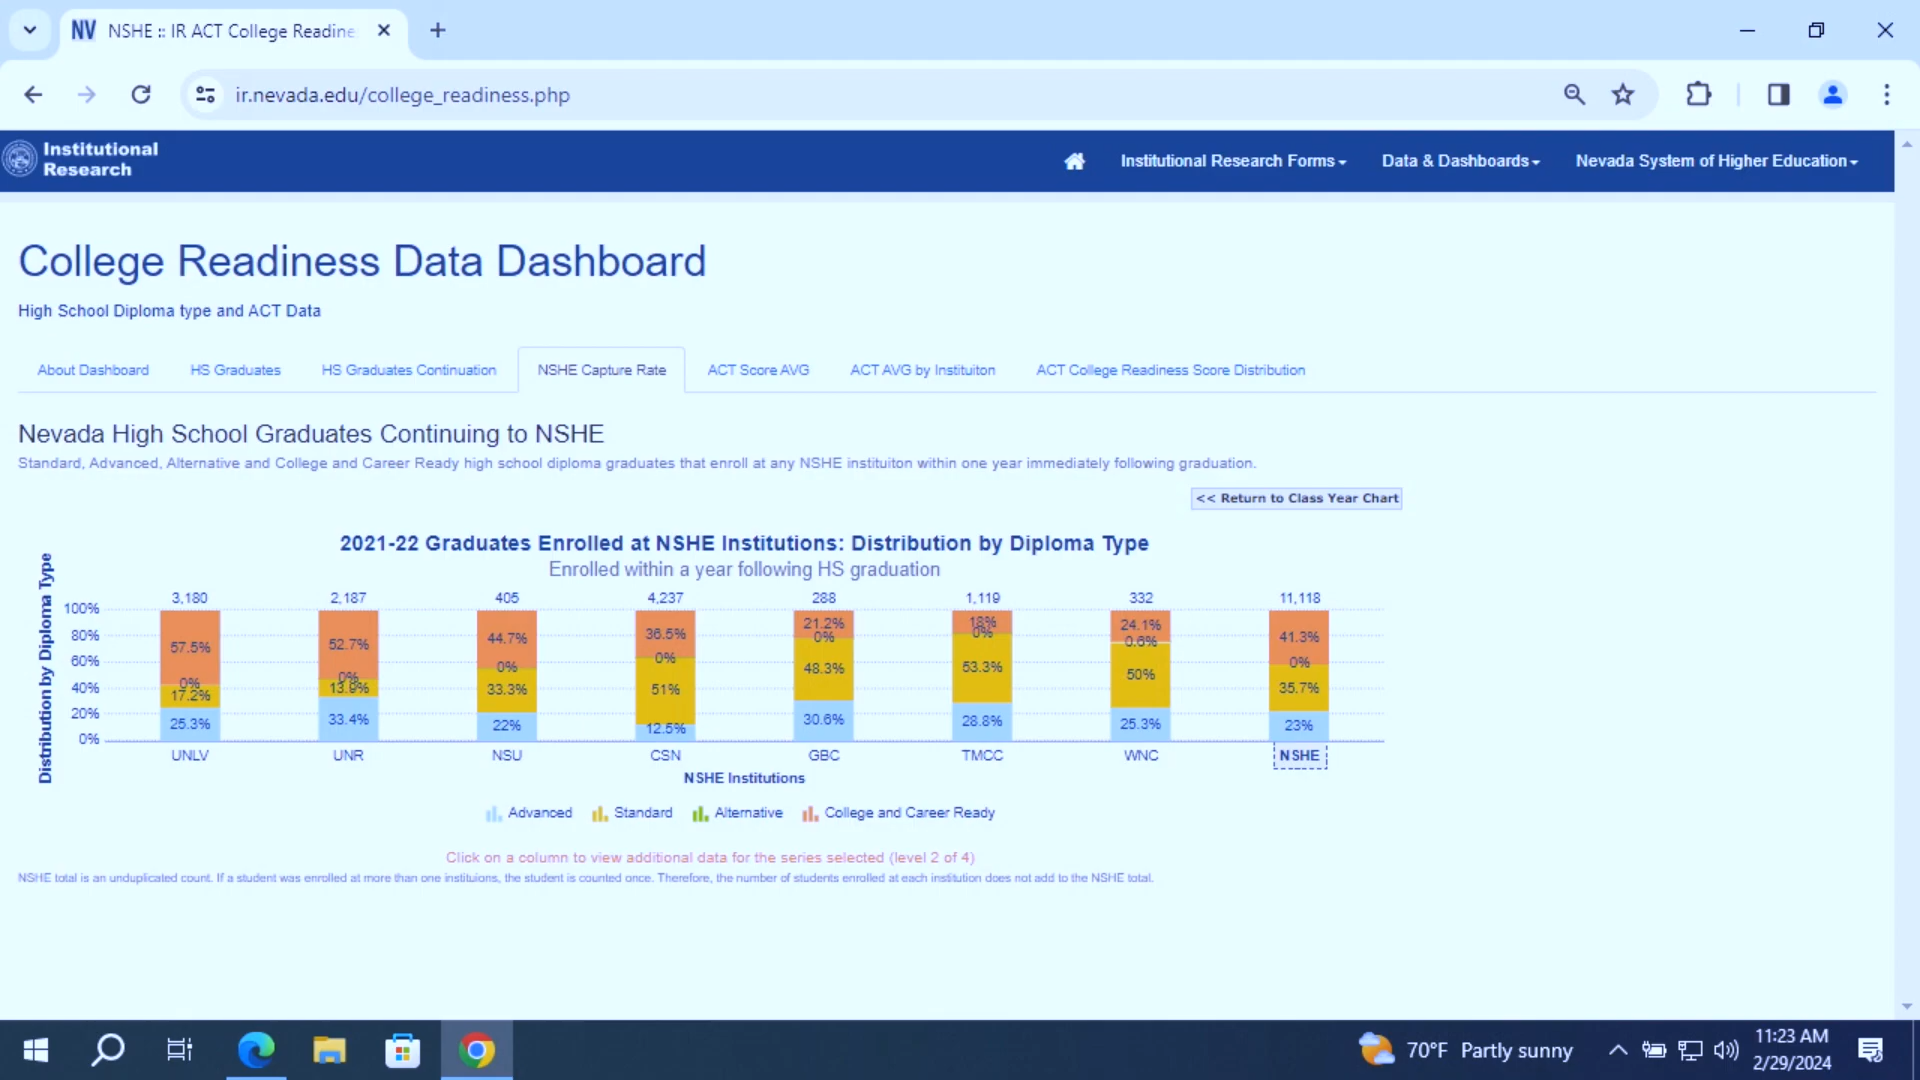 NV NSHE :: IR ACT College Readine
ir.nevada.edu/college_readiness.php
Institutional Research
Institutional Research Forms
Data & Dashboards
Nevada System of Higher Education
College Readiness Data Dashboard
High School Diploma type and ACT Data
About Dashboard
HS Graduates
HS Graduates Continuation
NSHE Capture Rate
ACT Score AVG
ACT AVG by Instituiton
ACT College Readiness Score Distribution
Nevada High School Graduates Continuing to NSHE
Standard, Advanced, Alternative and College and Career Ready high school diploma graduates that enroll at any NSHE instituiton within one year immediately following graduation.
<< Return to Class Year Chart
2021-22 Graduates Enrolled at NSHE Institutions: Distribution by Diploma Type
Enrolled within a year following HS graduation
Distribution by Diploma Type
3,180 2,187 405 4,237 288 1,119 332 11,118
100%
80%
60%
40%
20%
0%
57.5% 52.7% 44.7% 36.5% 21.2% 18% 24.1% 41.3%
0% 0% 0% 0% 0% 0% 0.6% 0%
17.2% 13.9% 33.3% 51% 48.3% 53.3% 50% 35.7%
25.3% 33.4% 22% 12.5% 30.6% 28.8% 25.3% 23%
UNLV UNR NSU CSN GBC TMCC WNC NSHE
NSHE Institutions
Advanced Standard Alternative College and Career Ready
Click on a column to view additional data for the series selected (level 2 of 4)
NSHE total is an unduplicated count. If a student was enrolled at more than one instituions, the student is counted once. Therefore, the number of students enrolled at each institution does not add to the NSHE total.
70°F Partly sunny
11:23 AM
2/29/2024